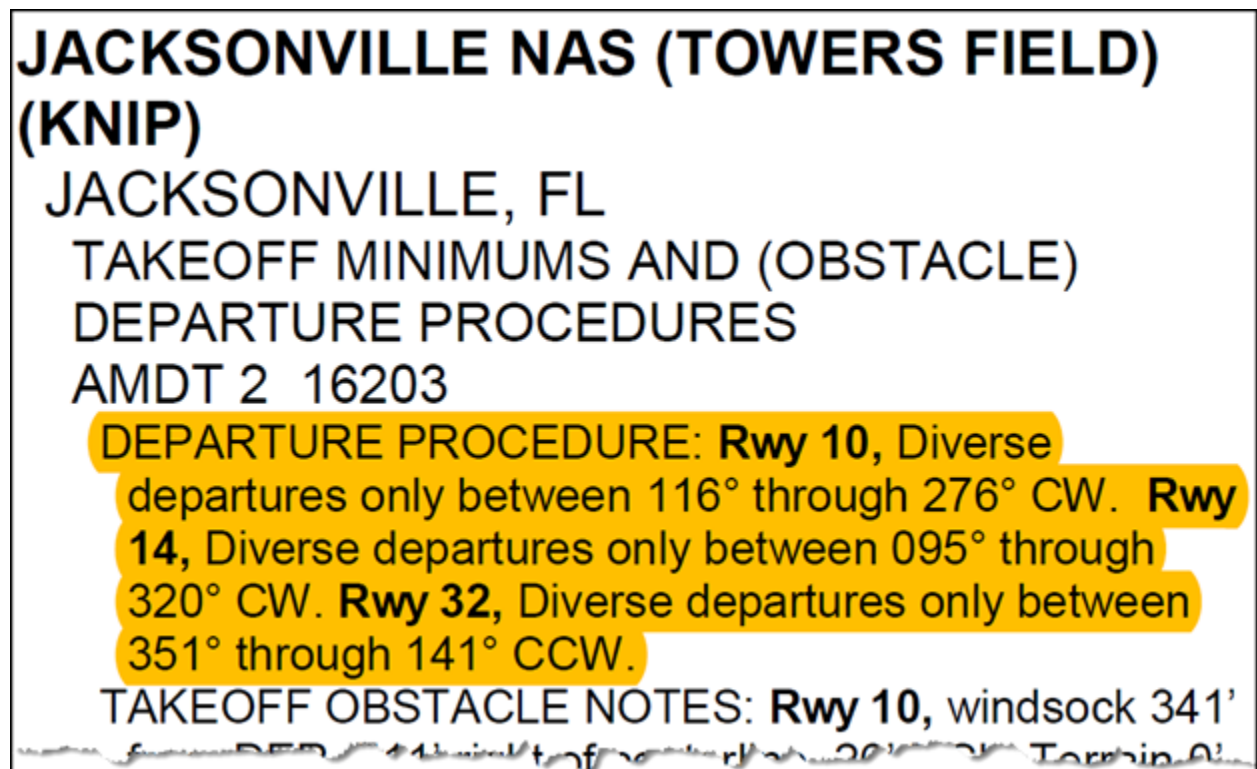 JACKSONVILLE NAS (TOWERS FIELD)
(KNIP)
JACKSONVILLE, FL
TAKEOFF MINIMUMS AND (OBSTACLE)
DEPARTURE PROCEDURES
AMDT 2 16203
DEPARTURE PROCEDURE: Rwy 10, Diverse
departures only between 116° through 276° CW. Rwy
14, Diverse departures only between 095° through
320° CW. Rwy 32, Diverse departures only between
351° through 141° CCW.
TAKEOFF OBSTACLE NOTES: Rwy 10, windsock 341'